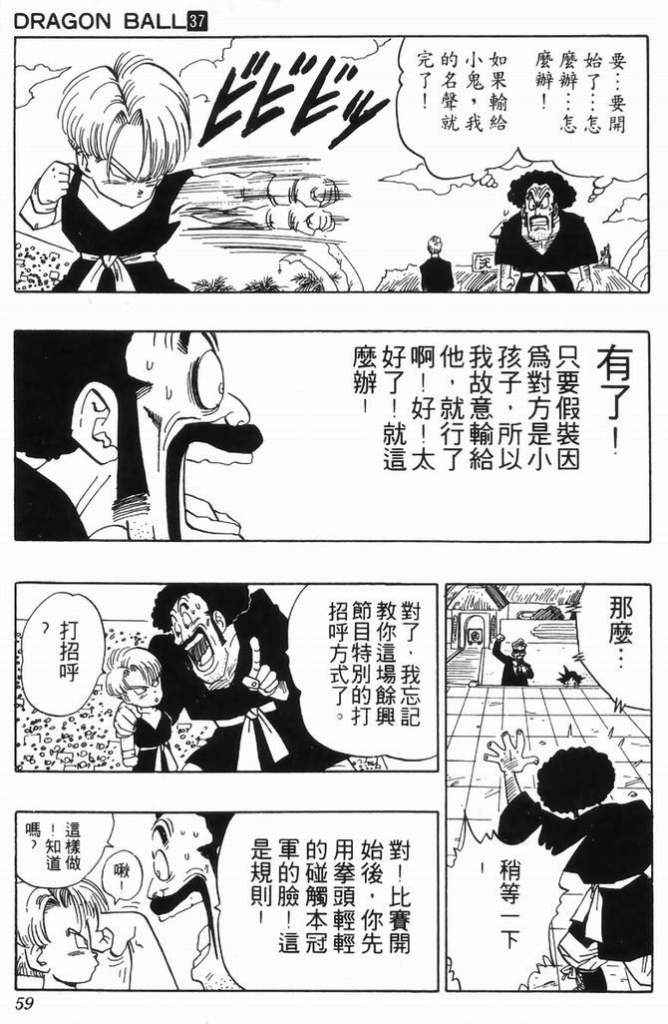 DRAGON BALL 37
要…要開
始了…怎
麼辦…怎
麼辦！
如果輸給
小鬼，我
的名聲就
完了！
ビビビッ
有了！
只要假裝因
爲對方是小
孩子，所以
我故意輸給
他，就行了
啊！好！太
好了！就這
麼辦！
那麼…
稍等一下
！
對了，我忘記
教你這場餘興
節目特別的打
招呼方式了。
打招呼
？
對！比賽開
始後，你先
用拳頭輕輕
的碰觸本冠
軍的臉！這
是規則！
啾！
這樣做
！知道
嗎？
59